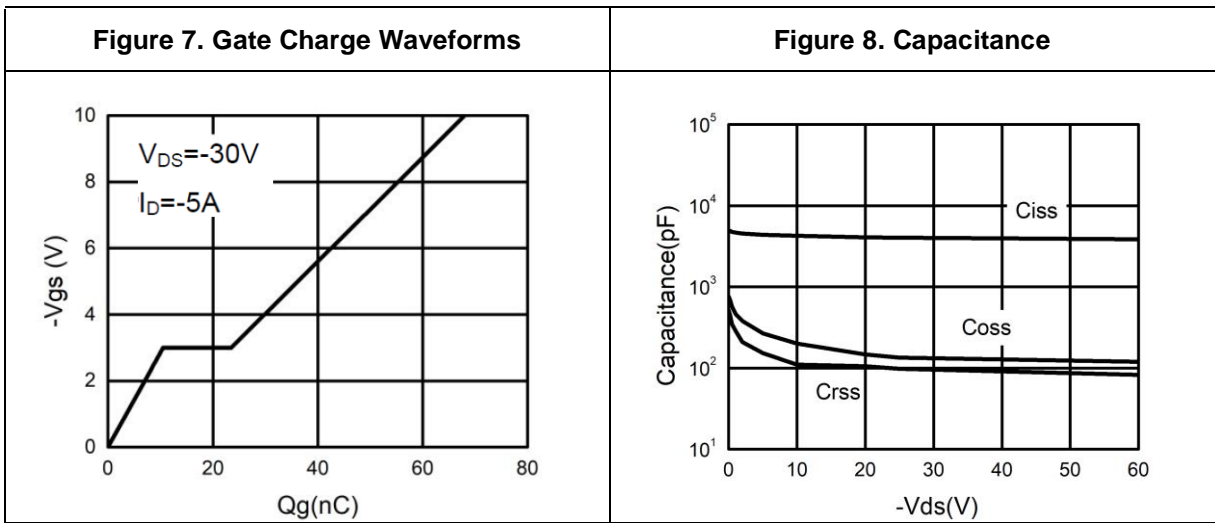 Figure 7. Gate Charge Waveforms
Figure 8. Capacitance
10
8
6
4
2
0
-Vgs (V)
V_DS=-30V
I_D=-5A
0 20 40 60 80
Qg(nC)
10^5
10^4
10^3
10^2
10^1
Capacitance(pF)
Ciss
Coss
Crss
0 10 20 30 40 50 60
-Vds(V)